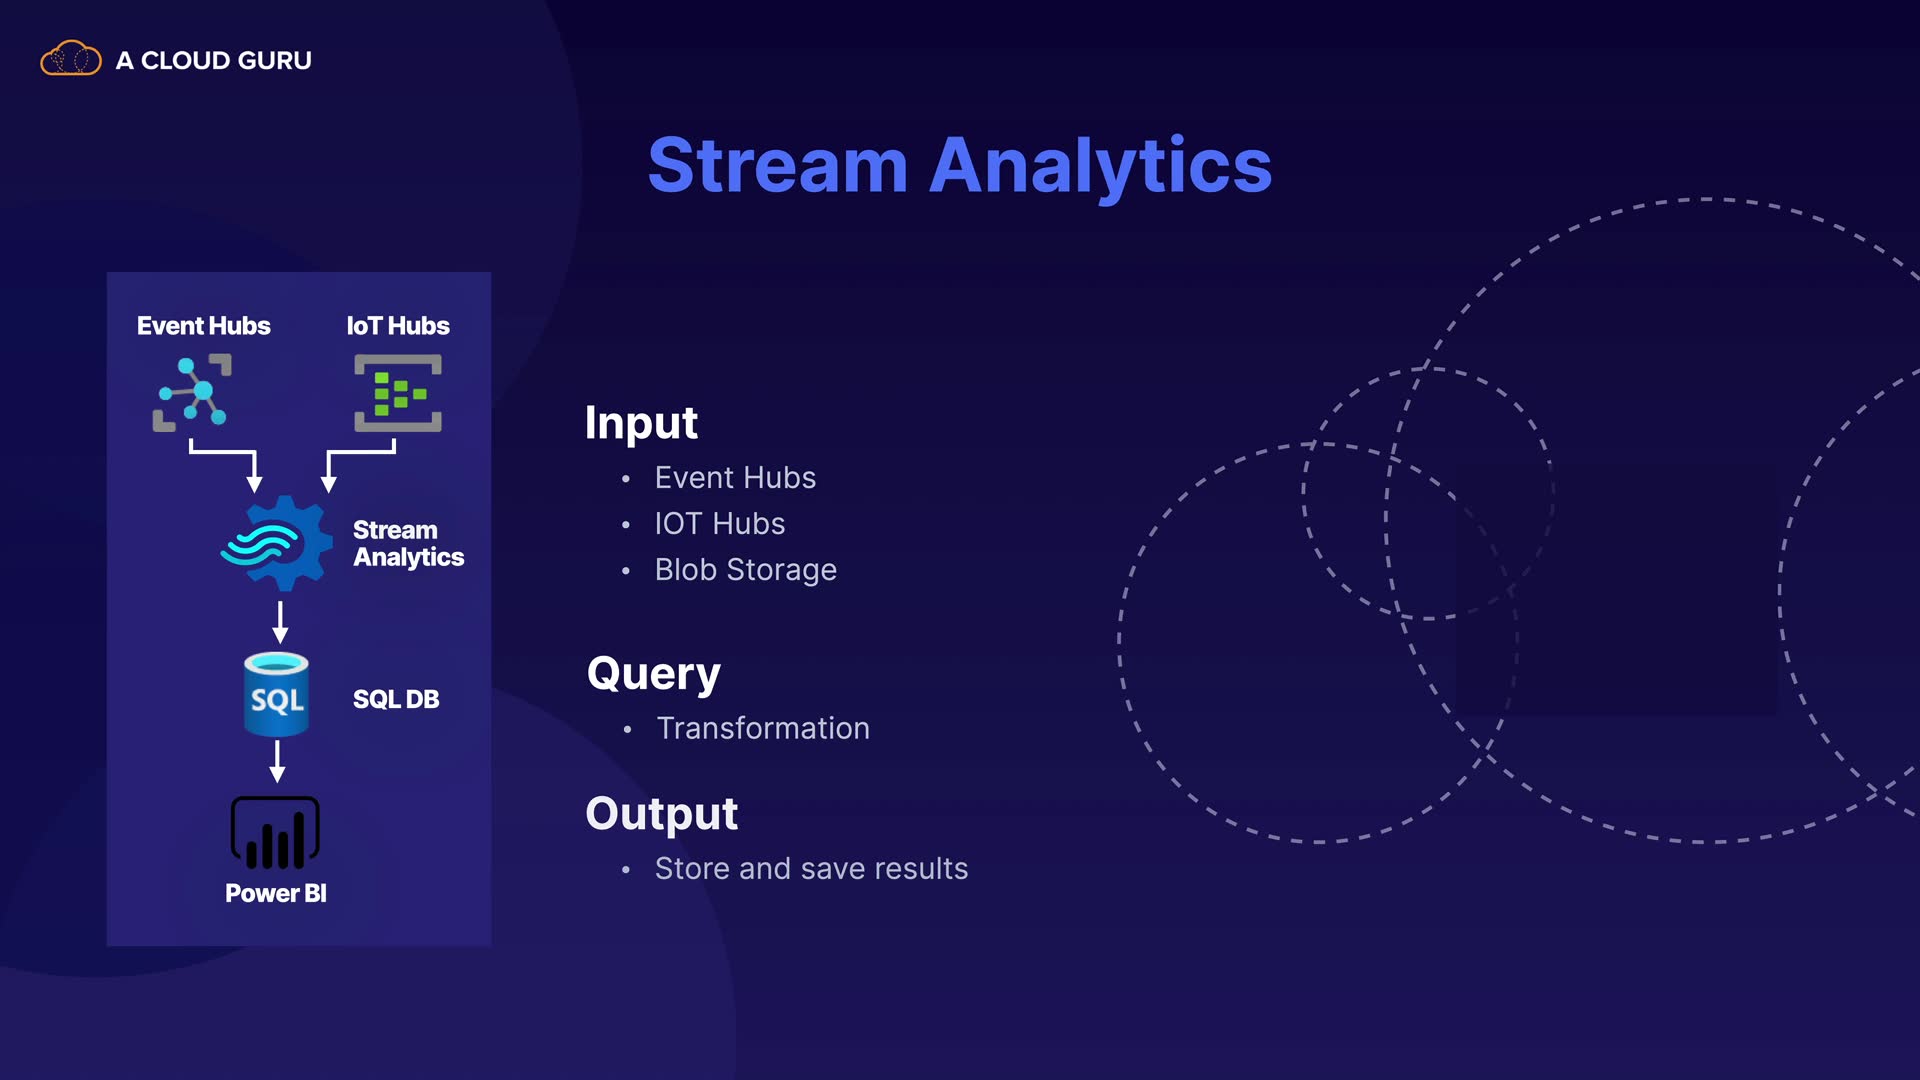 A CLOUD GURU
Stream Analytics
Event Hubs
IoT Hubs
Stream
Analytics
SQL
SQL DB
Power BI
Input
• Event Hubs
• IOT Hubs
• Blob Storage
Query
• Transformation
Output
• Store and save results